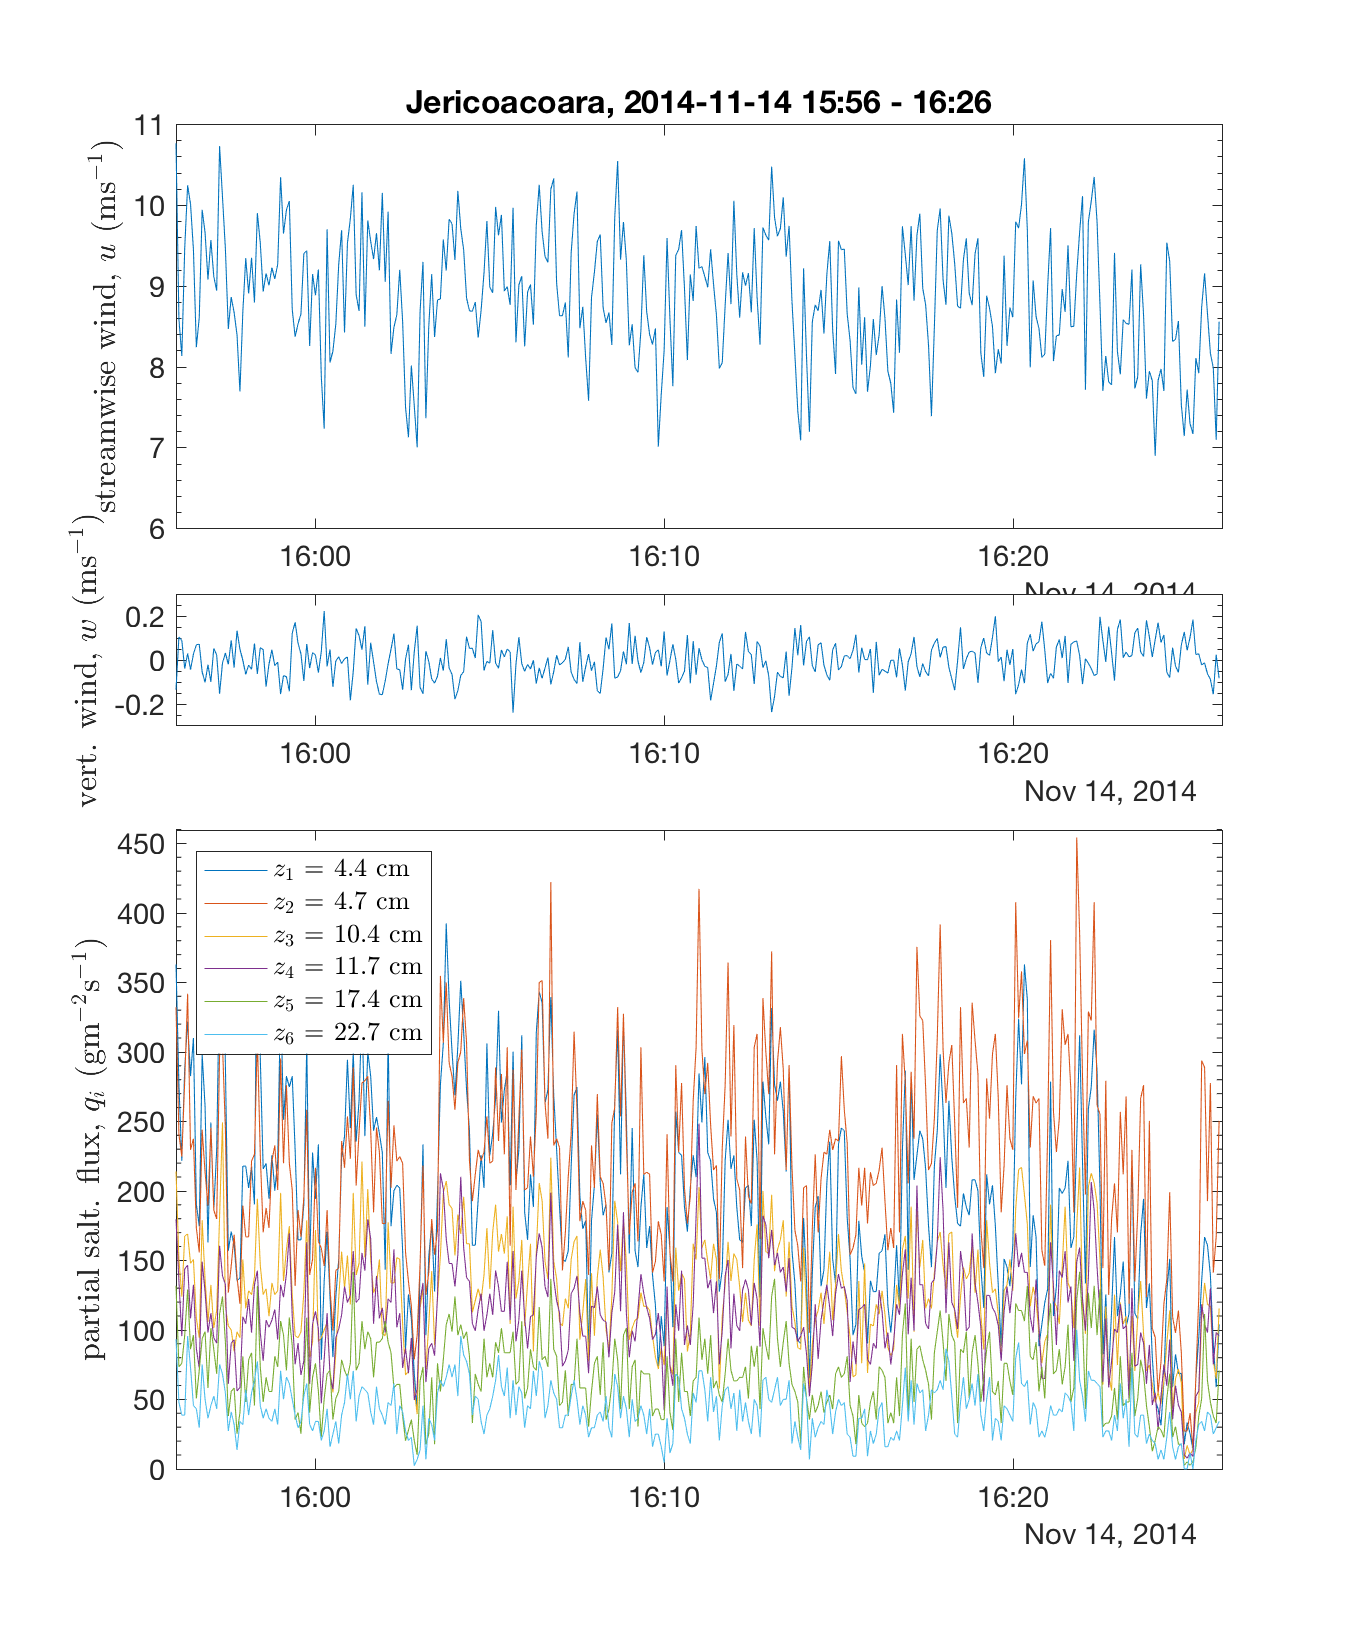 Jericoacoara, 2014-11-14 15:56 - 16:26
streamwise wind, u (ms⁻¹)
11
10
9
8
7
6
16:00 16:10 16:20
Nov 14, 2014
vert. wind, w (ms⁻¹)
0.2
0
-0.2
16:00 16:10 16:20
Nov 14, 2014
partial salt. flux, qᵢ (gm⁻²s⁻¹)
450
400
350
300
250
200
150
100
50
0
z₁ = 4.4 cm
z₂ = 4.7 cm
z₃ = 10.4 cm
z₄ = 11.7 cm
z₅ = 17.4 cm
z₆ = 22.7 cm
16:00 16:10 16:20
Nov 14, 2014